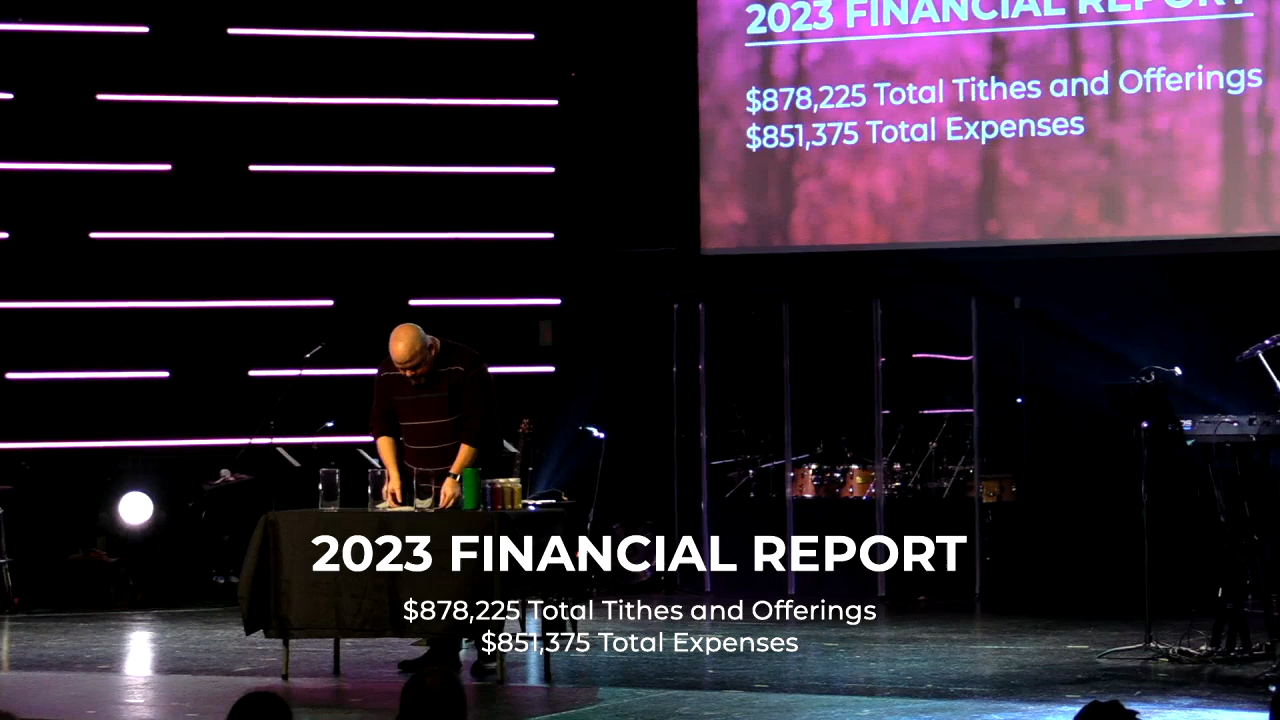 2023 FINANCIAL REPORT
$878,225 Total Tithes and Offerings
$851,375 Total Expenses
2023 FINANCIAL REPORT
$878,225 Total Tithes and Offerings
$851,375 Total Expenses